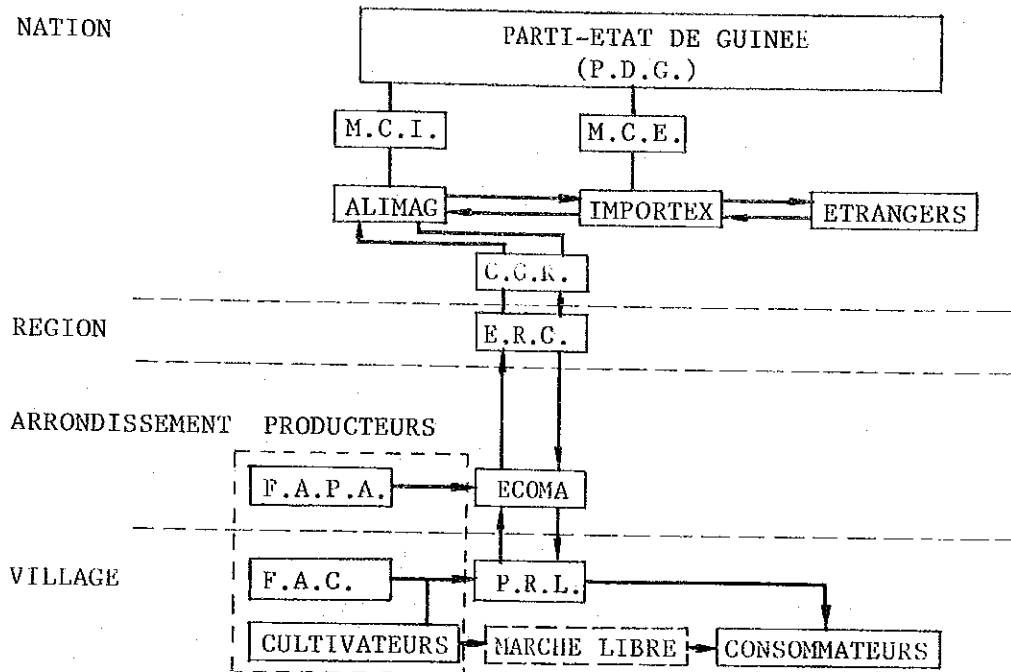 NATION
PARTI-ETAT DE GUINEE
(P.D.G.)
M.C.I.
M.C.E.
ALIMAG
IMPORTEX
ETRANGERS
C.G.R.
REGION
E.R.C.
ARRONDISSEMENT
PRODUCTEURS
F.A.P.A.
ECOMA
VILLAGE
F.A.C.
P.R.L.
CULTIVATEURS
MARCHE LIBRE
CONSOMMATEURS